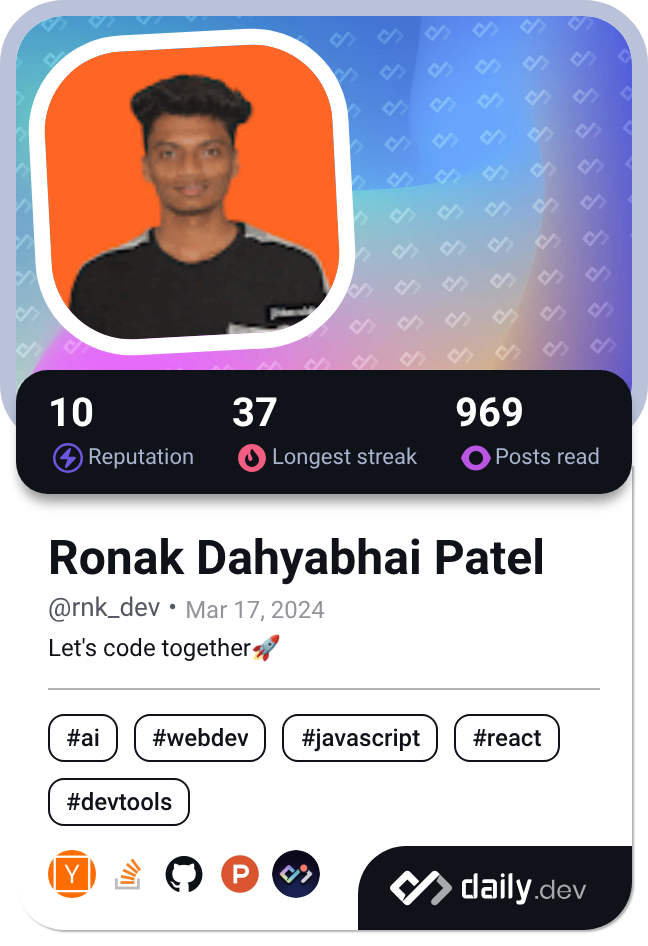 10 37 969
Reputation Longest streak Posts read
Ronak Dahyabhai Patel
@rnk_dev • Mar 17, 2024
Let's code together🚀
#ai #webdev #javascript #react
#devtools
Y P
daily.dev